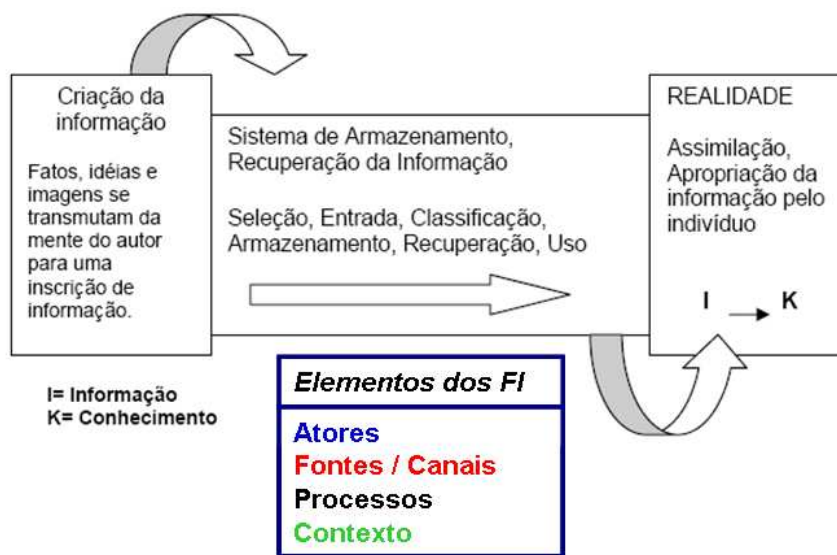 Criação da
informação
Fatos, idéias e
imagens se
transmutam da
mente do autor
para uma
inscrição de
informação.
Sistema de Armazenamento,
Recuperação da Informação
Seleção, Entrada, Classificação,
Armazenamento, Recuperação, Uso
REALIDADE
Assimilação,
Apropriação da
informação pelo
indivíduo
I K
I= Informação
K= Conhecimento
Elementos dos FI
Atores
Fontes / Canais
Processos
Contexto